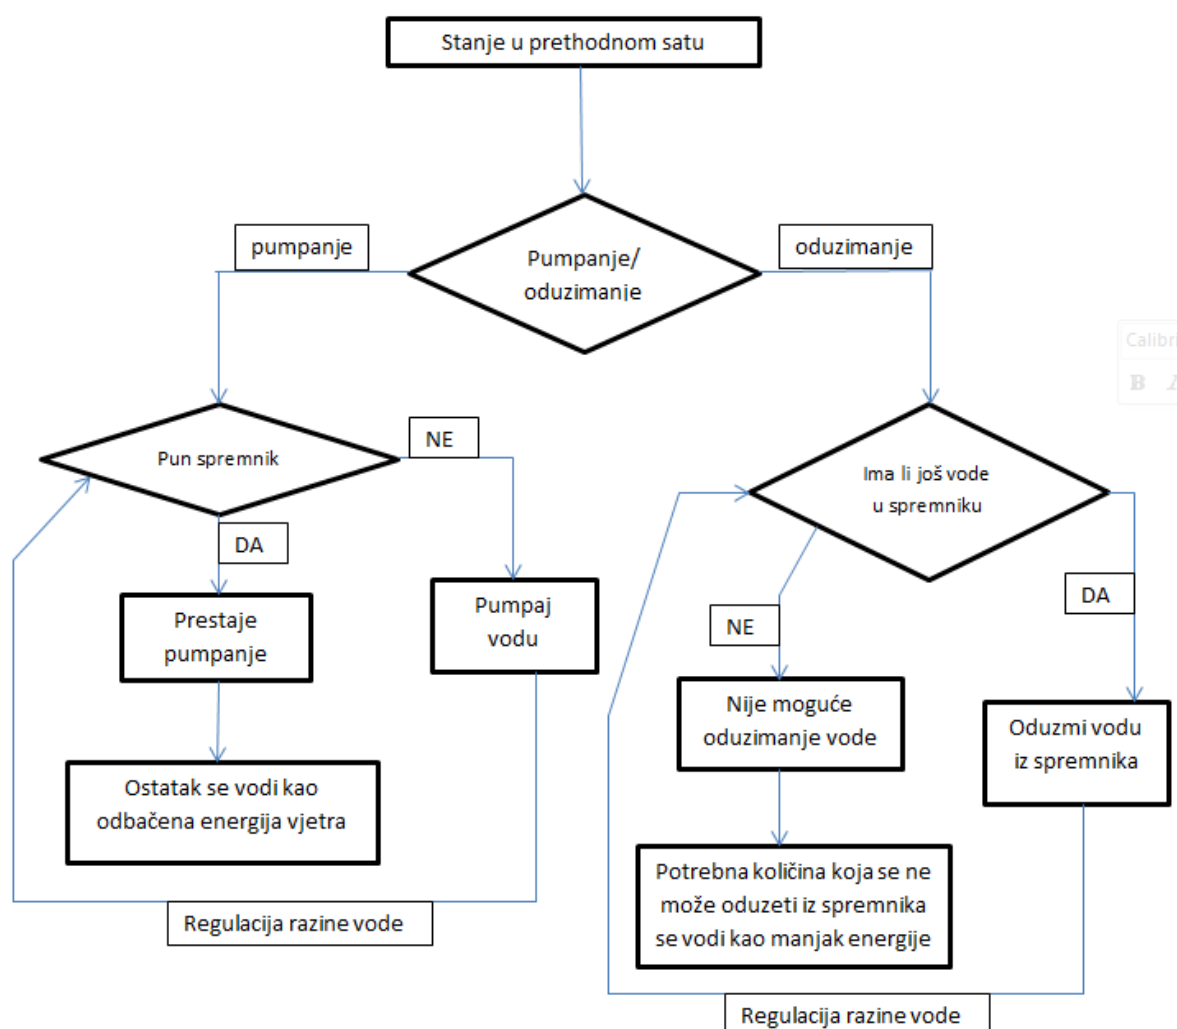 Stanje u prethodnom satu
pumpanje
Pumpanje/
oduzimanje
oduzimanje
Calibri
B
Pun spremnik
NE
DA
Prestaje
pumpanje
Pumpaj
vodu
Ostatak se vodi kao
odbačena energija vjetra
Regulacija razine vode
Ima li još vode
u spremniku
NE
DA
Nije moguće
oduzimanje vode
Oduzmi vodu
iz spremnika
Potrebna količina koja se ne
može oduzeti iz spremnika
se vodi kao manjak energije
Regulacija razine vode